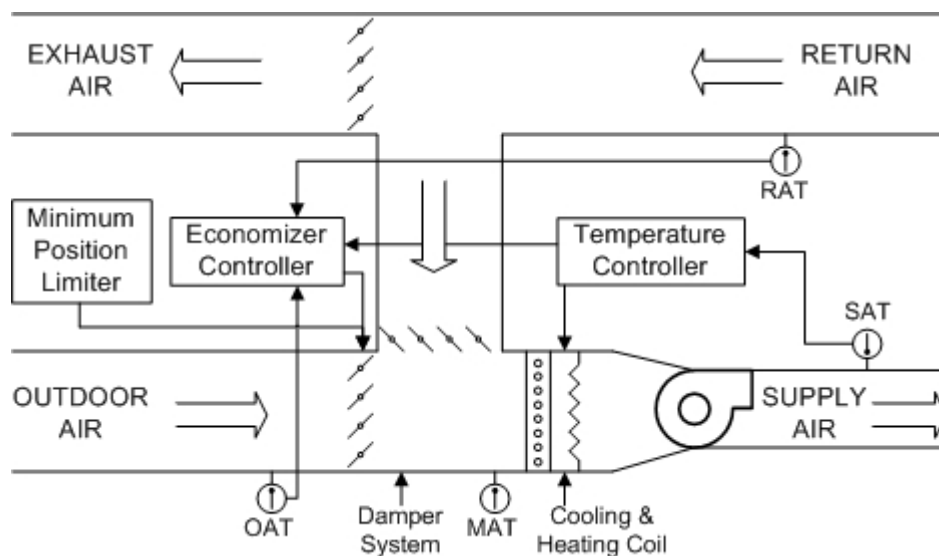 EXHAUST
AIR
RETURN
AIR
RAT
Minimum
Position
Limiter
Economizer
Controller
Temperature
Controller
SAT
OUTDOOR
AIR
SUPPLY
AIR
OAT
Damper
System
MAT
Cooling &
Heating Coil